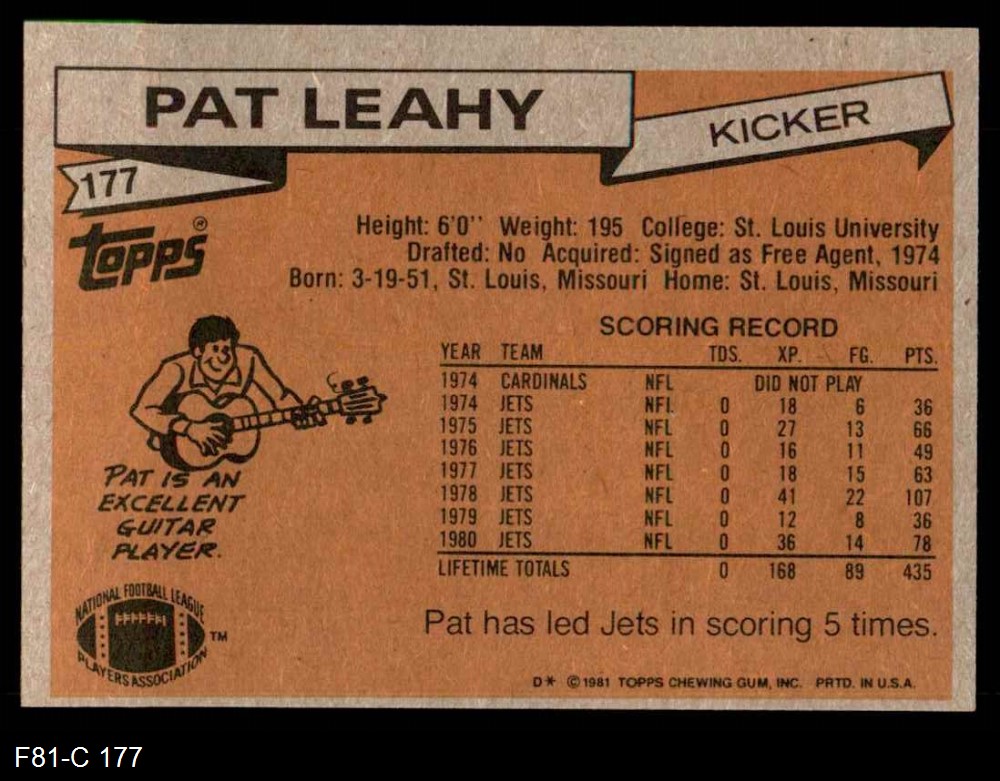 PAT LEAHY
KICKER
177
Topps®
Height: 6'0'' Weight: 195 College: St. Louis University
Drafted: No Acquired: Signed as Free Agent, 1974
Born: 3-19-51, St. Louis, Missouri Home: St. Louis, Missouri
PAT IS AN
EXCELLENT
GUITAR
PLAYER.
SCORING RECORD
YEAR TEAM TDS. XP. FG. PTS.
1974 CARDINALS NFL DID NOT PLAY
1974 JETS NFL 0 18 6 36
1975 JETS NFL 0 27 13 66
1976 JETS NFL 0 16 11 49
1977 JETS NFL 0 18 15 63
1978 JETS NFL 0 41 22 107
1979 JETS NFL 0 12 8 36
1980 JETS NFL 0 36 14 78
LIFETIME TOTALS 0 168 89 435
NATIONAL FOOTBALL LEAGUE
PLAYERS ASSOCIATION
TM
Pat has led Jets in scoring 5 times.
D* © 1981 TOPPS CHEWING GUM, INC. PRTD. IN U.S.A.
F81-C 177